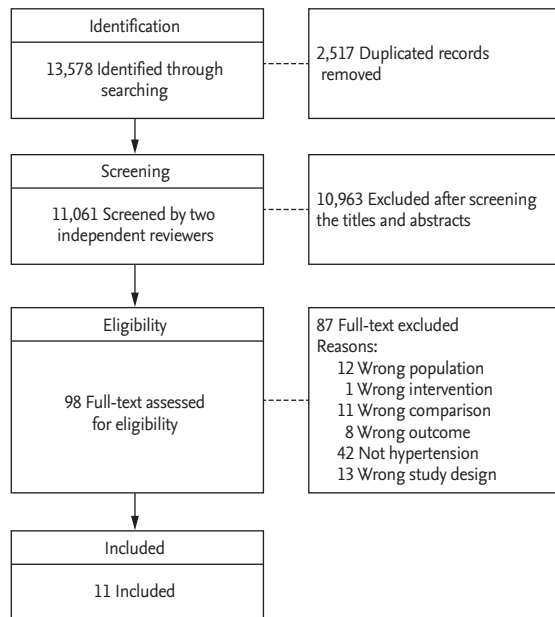 Identification
13,578 Identified through
searching
2,517 Duplicated records
removed
Screening
11,061 Screened by two
independent reviewers
10,963 Excluded after screening
the titles and abstracts
Eligibility
98 Full-text assessed
for eligibility
87 Full-text excluded
Reasons:
12 Wrong population
1 Wrong intervention
11 Wrong comparison
8 Wrong outcome
42 Not hypertension
13 Wrong study design
Included
11 Included